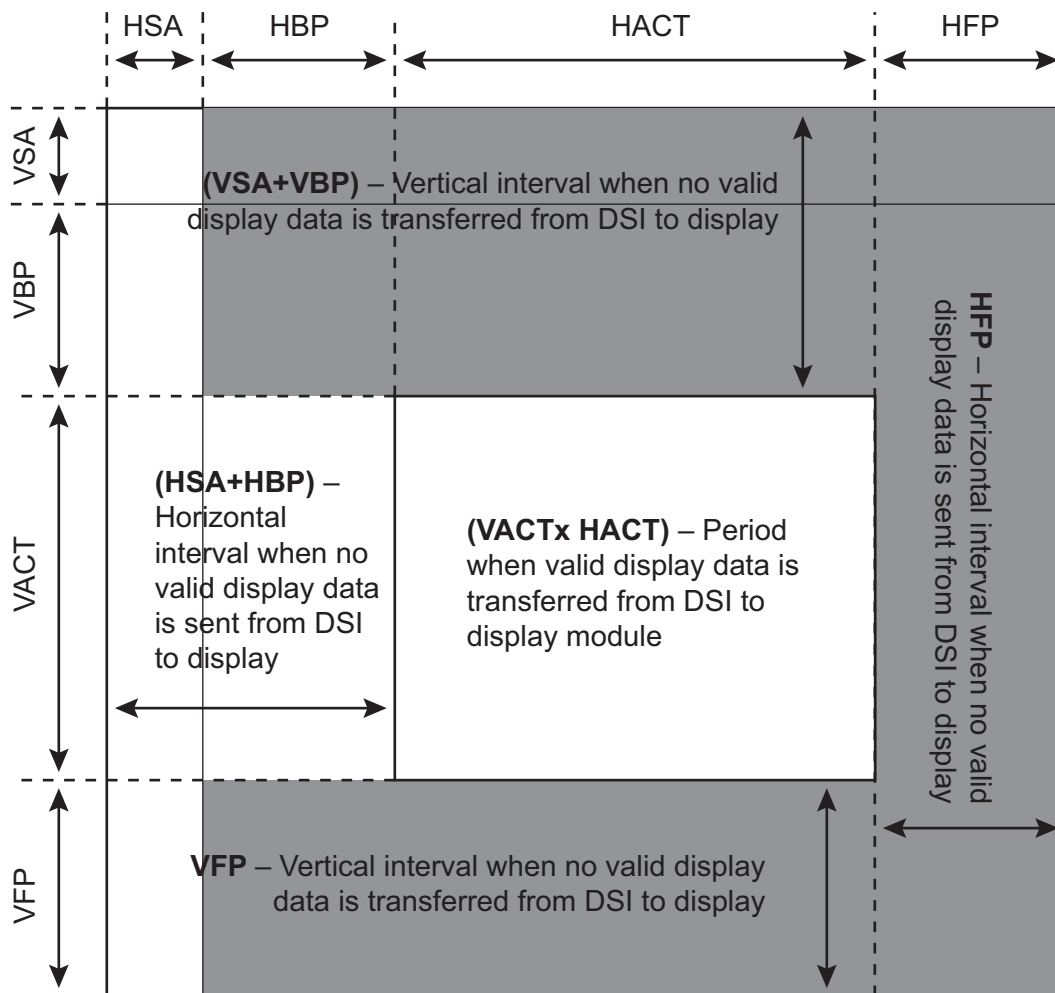 HSA
HBP
HACT
HFP
VSA
(VSA+VBP) – Vertical interval when no valid
display data is transferred from DSI to display
VBP
HFP – Horizontal interval when no valid
display data is sent from DSI to display
VACT
(HSA+HBP) –
Horizontal
interval when no
valid display data
is sent from DSI
to display
(VACTx HACT) – Period
when valid display data is
transferred from DSI to
display module
VFP
VFP – Vertical interval when no valid display
data is transferred from DSI to display